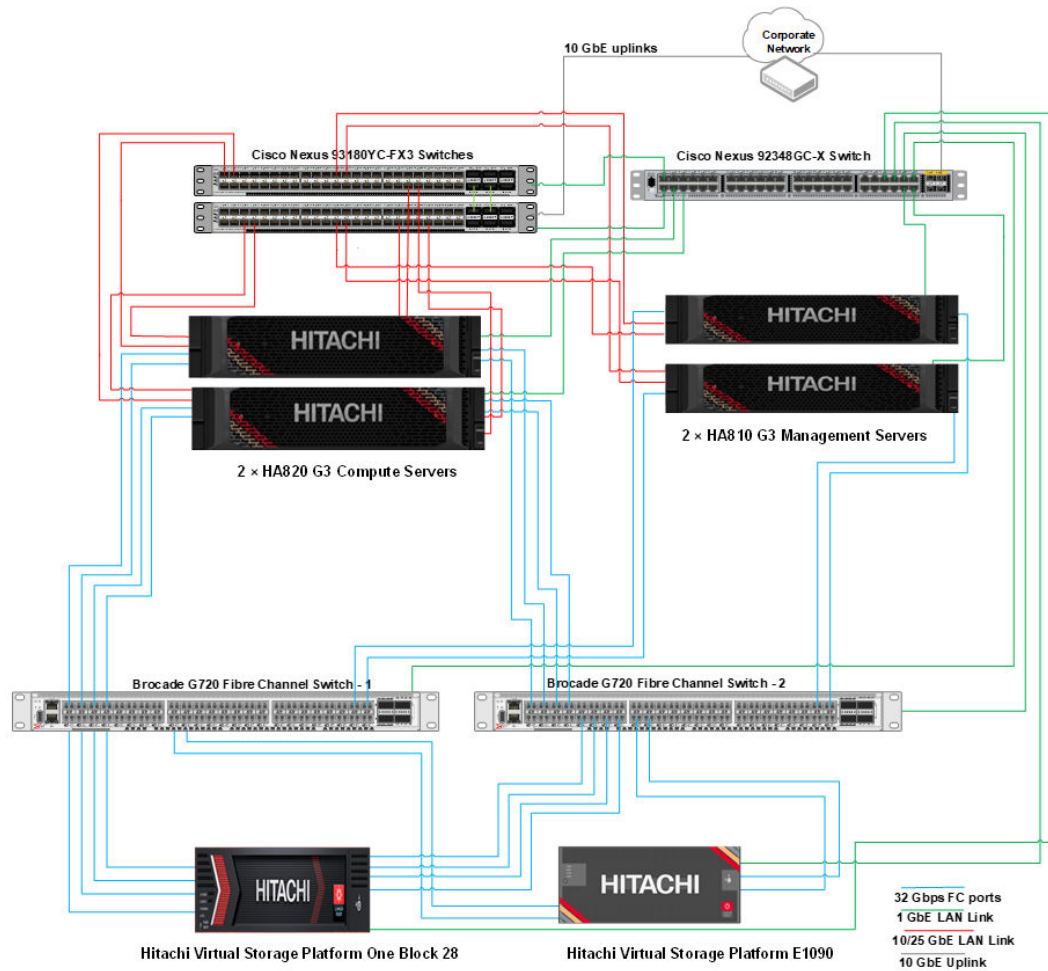 Corporate
Network
10 GbE uplinks
Cisco Nexus 93180YC-FX3 Switches
Cisco Nexus 92348GC-X Switch
HITACHI
HITACHI
HITACHI
HITACHI
2 × HA820 G3 Compute Servers
2 × HA810 G3 Management Servers
Brocade G720 Fibre Channel Switch - 1
Brocade G720 Fibre Channel Switch - 2
HITACHI
HITACHI
32 Gbps FC ports
1 GbE LAN Link
10/25 GbE LAN Link
10 GbE Uplink
Hitachi Virtual Storage Platform One Block 28
Hitachi Virtual Storage Platform E1090